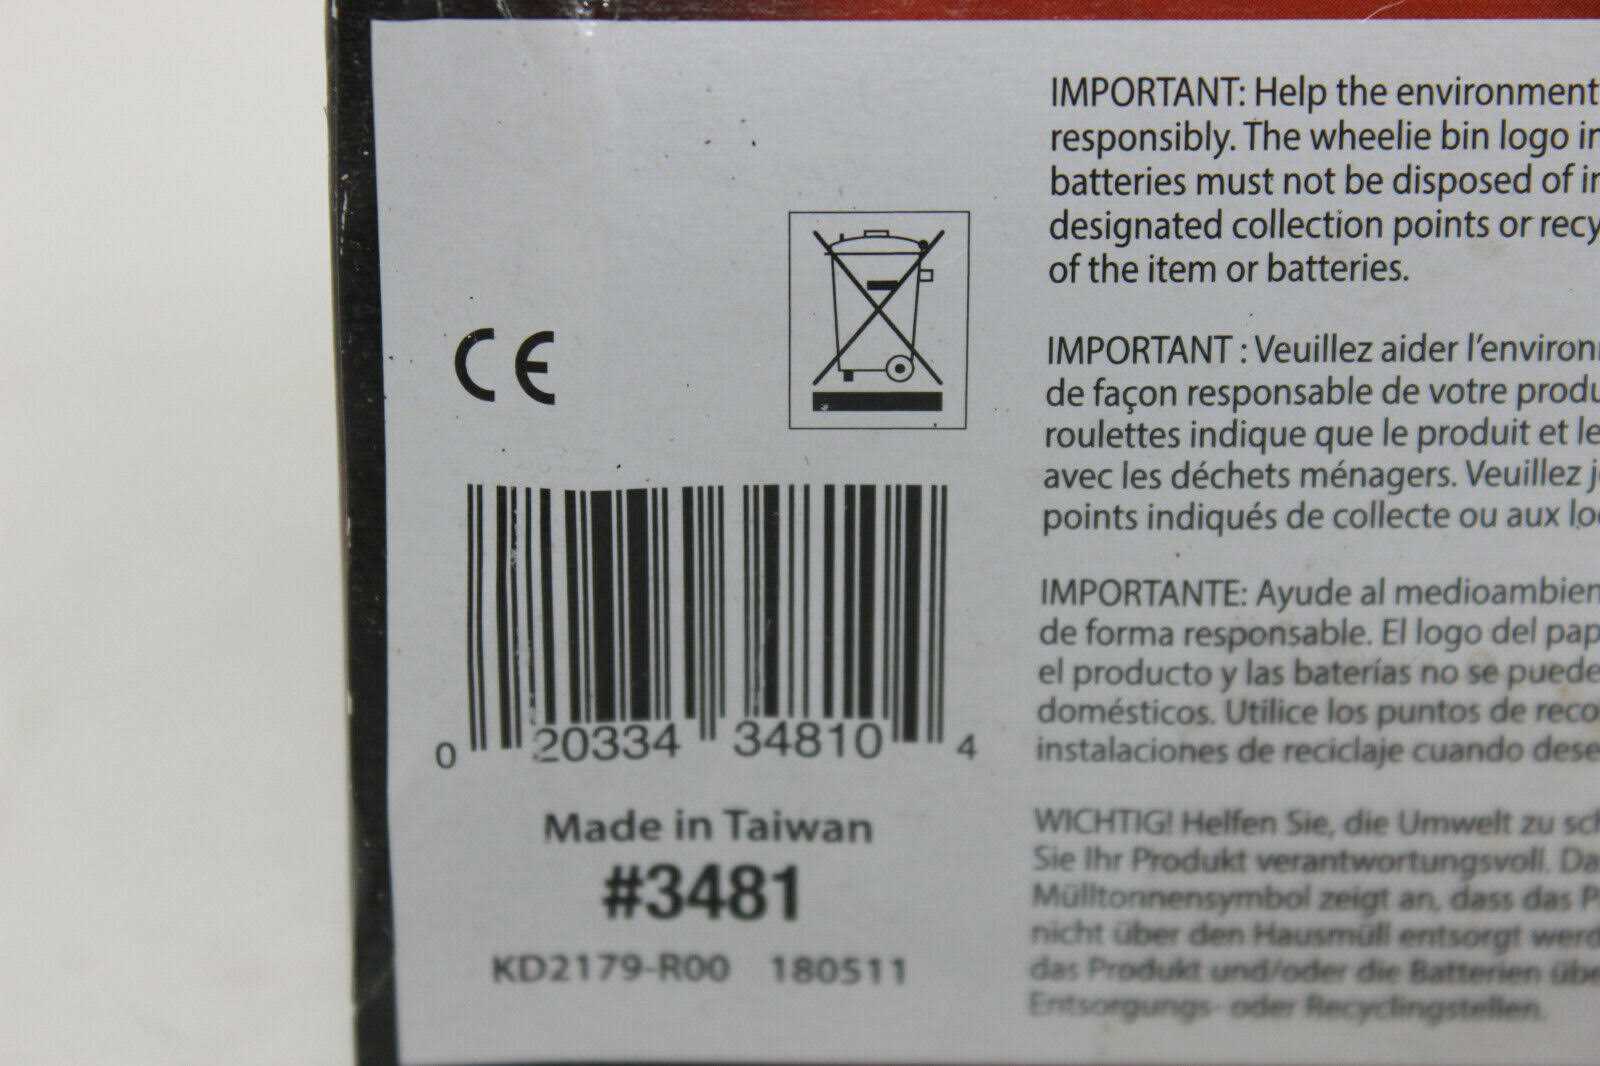 IMPORTANT: Help the environment
responsibly. The wheelie bin logo in
batteries must not be disposed of in
designated collection points or recy
of the item or batteries.
CE
IMPORTANT : Veuillez aider l'environn
de façon responsable de votre produ
roulettes indique que le produit et le
avec les déchets ménagers. Veuillez j
points indiqués de collecte ou aux lo
IMPORTANTE: Ayude al medioambien
de forma responsable. El logo del pap
el producto y las baterías no se puede
domésticos. Utilice los puntos de reco
instalaciones de reciclaje cuando dese
0 20334 34810 4
Made in Taiwan
#3481
KD2179-R00 180511
WICHTIG! Helfen Sie, die Umwelt zu sch
Sie Ihr Produkt verantwortungsvoll. Da
Mülltonnensymbol zeigt an, dass das P
nicht über den Hausmüll entsorgt werd
das Produkt und/oder die Batterien übe
Entsorgungs- oder Recyclingstellen.